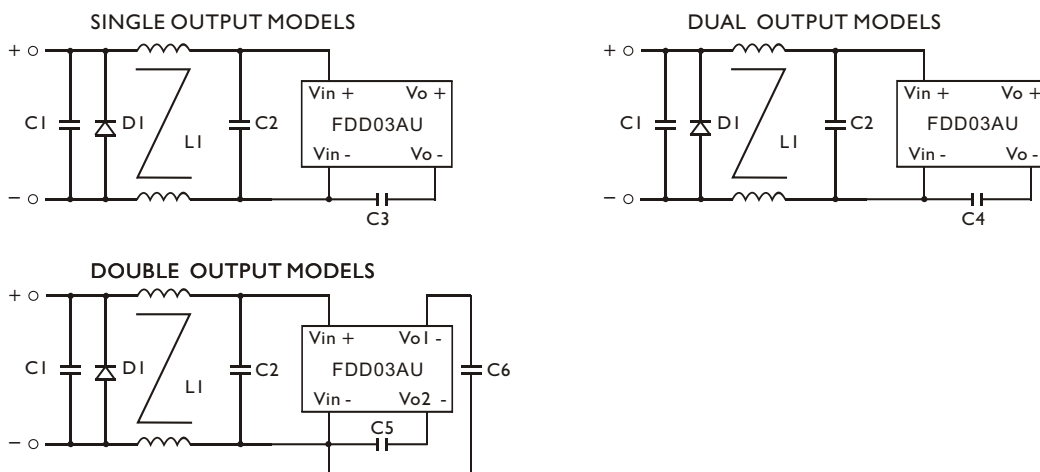 SINGLE OUTPUT MODELS
+
C1
D1
L1
C2
Vin +
Vo +
FDD03AU
Vin -
Vo -
−
C3
DUAL OUTPUT MODELS
+
C1
D1
L1
C2
Vin +
Vo +
FDD03AU
Vin -
Vo -
−
C4
DOUBLE OUTPUT MODELS
+
C1
D1
L1
C2
Vin +
Vo1 -
FDD03AU
C6
Vin -
Vo2 -
C5
−